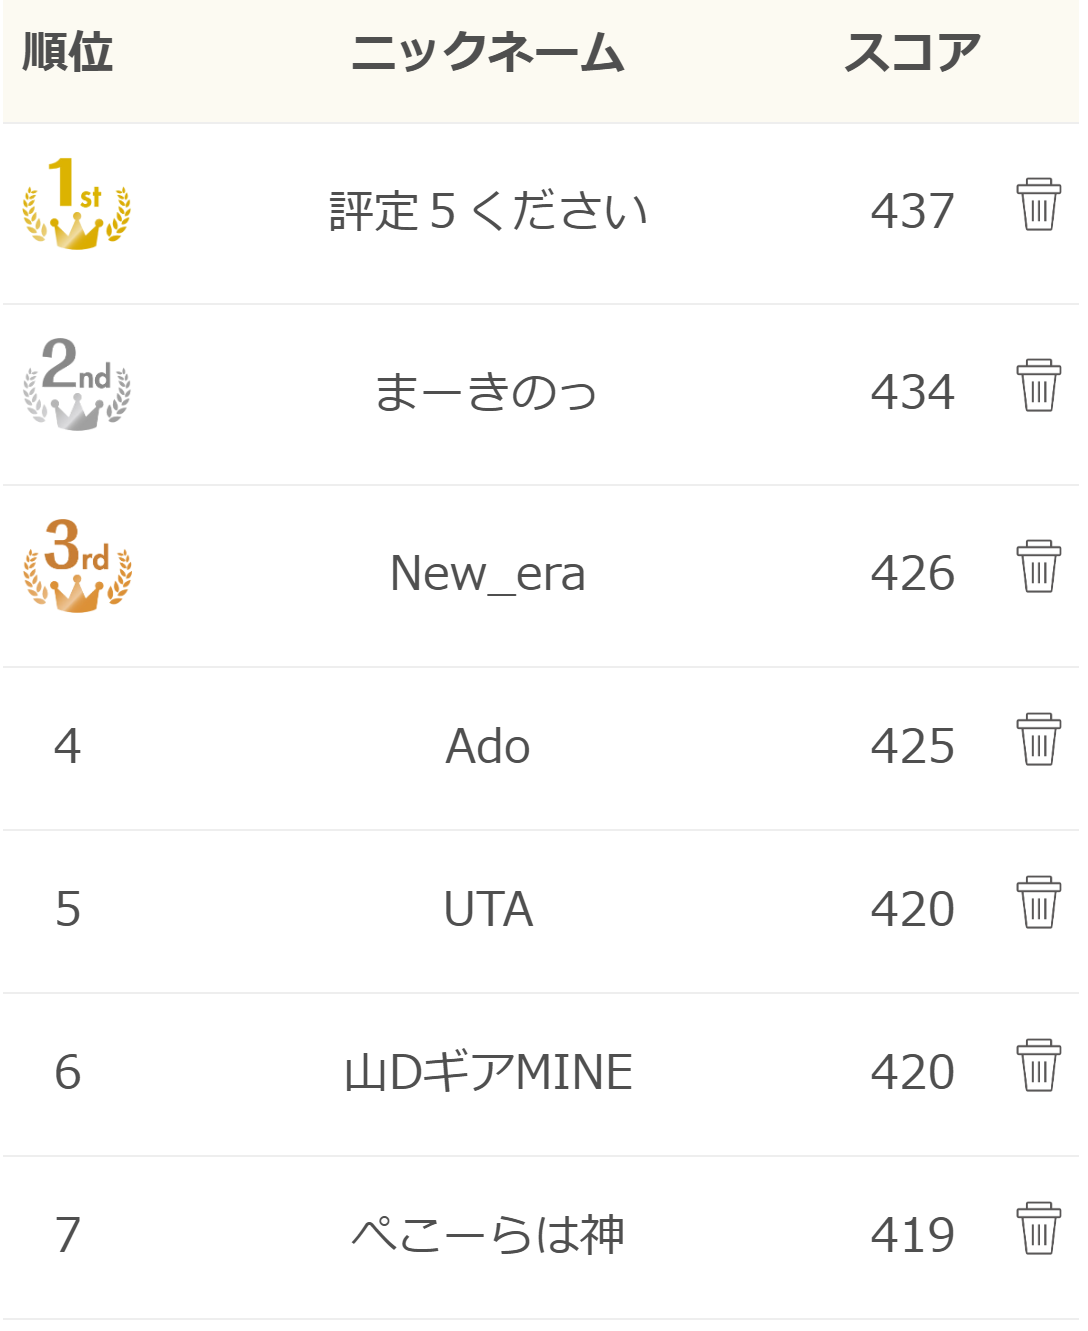 順位 ニックネーム スコア
1st 評定５ください 437
2nd まーきのっ 434
3rd New_era 426
4 Ado 425
5 UTA 420
6 山DギアMINE 420
7 ぺこーらは神 419